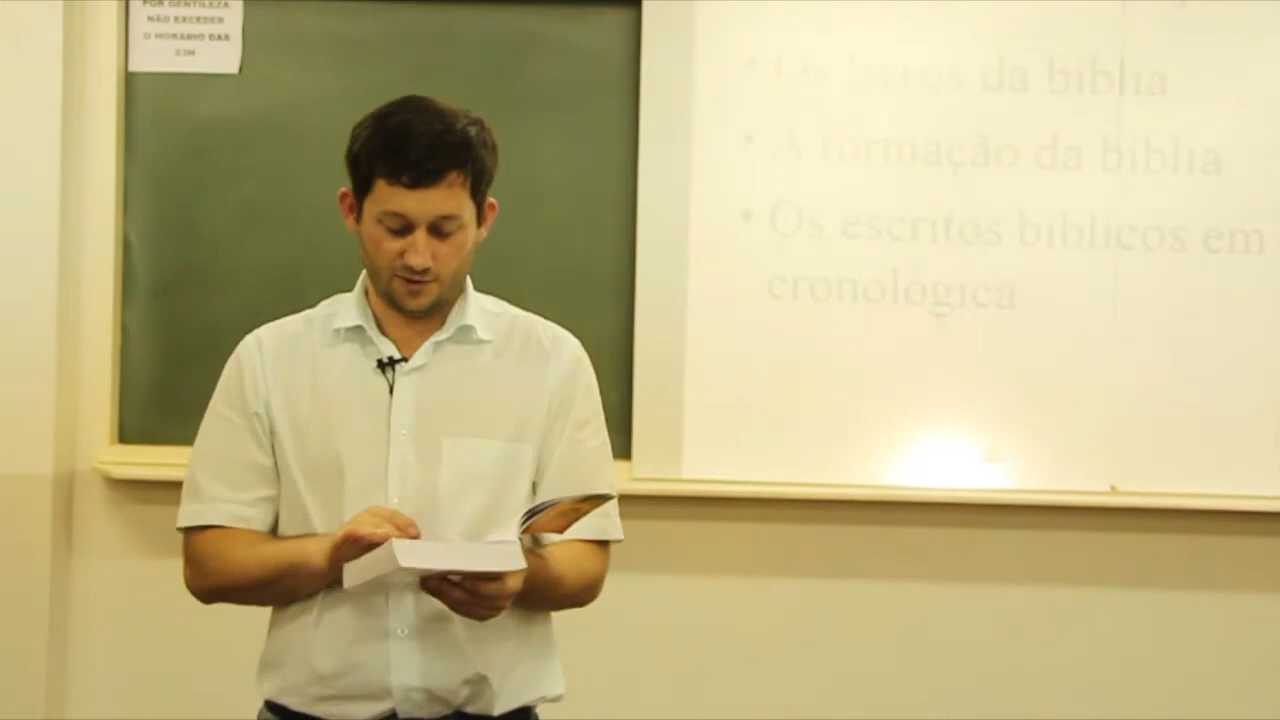 POR GENTILEZA
NÃO EXCEDER
O HORÁRIO DAS
• Os livros da bíblia
• A formação da bíblia
• Os escritos bíblicos em
cronológica